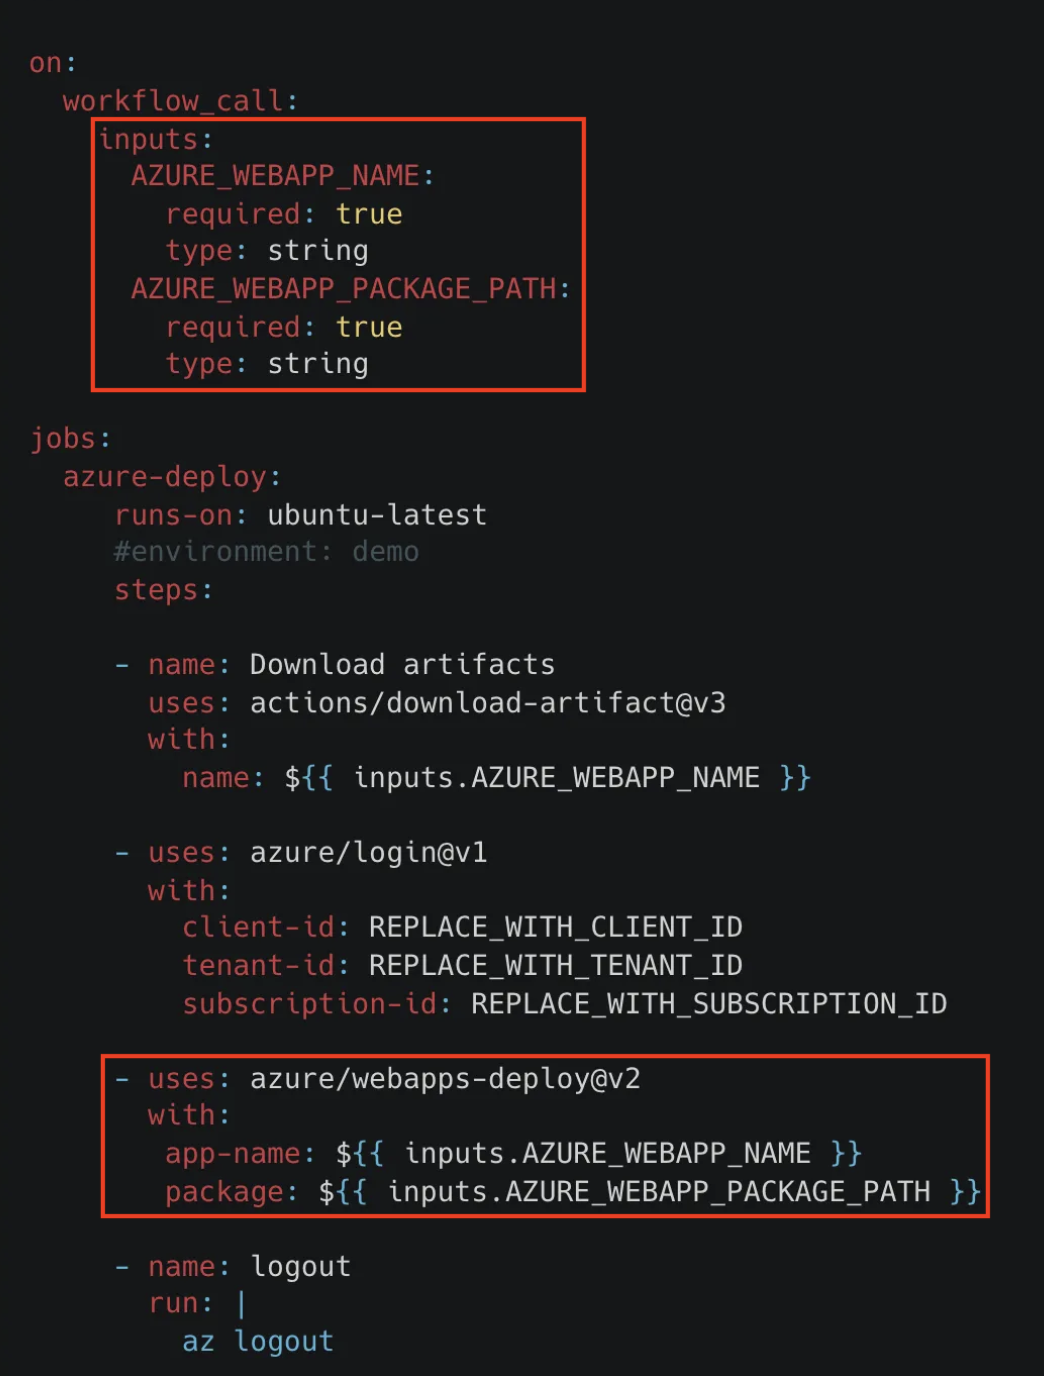 on:
  workflow_call:
    inputs:
      AZURE_WEBAPP_NAME:
        required: true
        type: string
      AZURE_WEBAPP_PACKAGE_PATH:
        required: true
        type: string

jobs:
  azure-deploy:
     runs-on: ubuntu-latest
     #environment: demo
     steps:

     - name: Download artifacts
       uses: actions/download-artifact@v3
       with:
         name: ${{ inputs.AZURE_WEBAPP_NAME }}

     - uses: azure/login@v1
       with:
         client-id: REPLACE_WITH_CLIENT_ID
         tenant-id: REPLACE_WITH_TENANT_ID
         subscription-id: REPLACE_WITH_SUBSCRIPTION_ID

     - uses: azure/webapps-deploy@v2
       with:
        app-name: ${{ inputs.AZURE_WEBAPP_NAME }}
        package: ${{ inputs.AZURE_WEBAPP_PACKAGE_PATH }}

     - name: logout
       run: |
         az logout